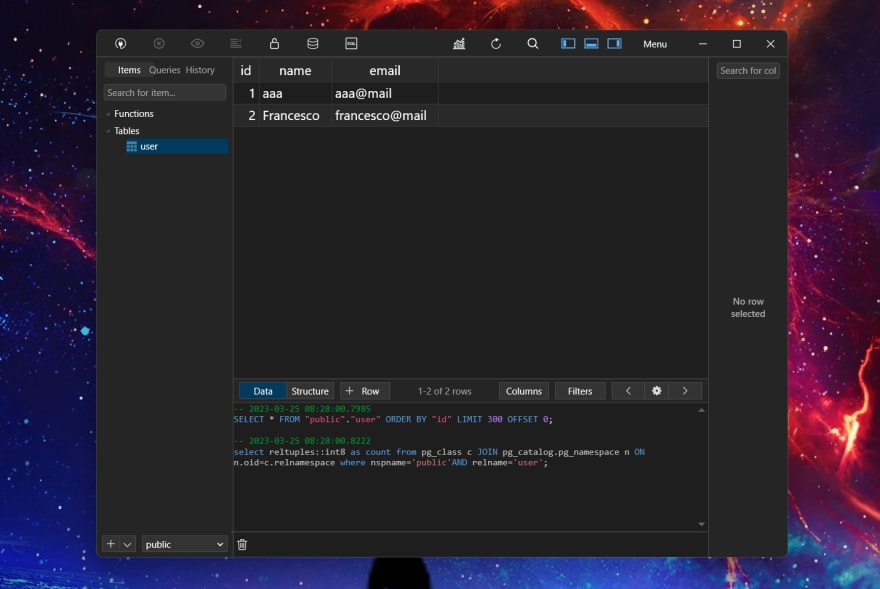 SQL
Menu
Items Queries History
Search for item...
Functions
Tables
user
id name email
1 aaa aaa@mail
2 Francesco francesco@mail
Search for col
No row
selected
Data Structure + Row 1-2 of 2 rows Columns Filters
-- 2023-03-25 08:28:00.7985
SELECT * FROM "public"."user" ORDER BY "id" LIMIT 300 OFFSET 0;
-- 2023-03-25 08:28:00.8222
select reltuples::int8 as count from pg_class c JOIN pg_catalog.pg_namespace n ON
n.oid=c.relnamespace where nspname='public'AND relname='user';
public